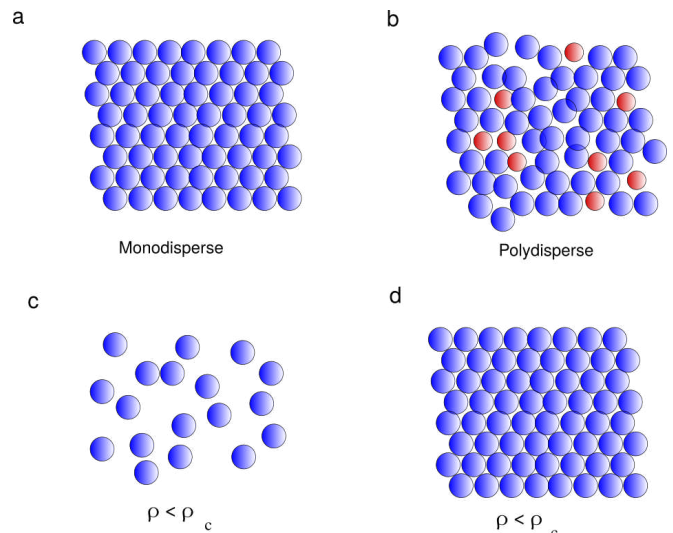 a
b
Monodisperse
Polydisperse
c
d
ρ < ρ c
ρ < ρ c